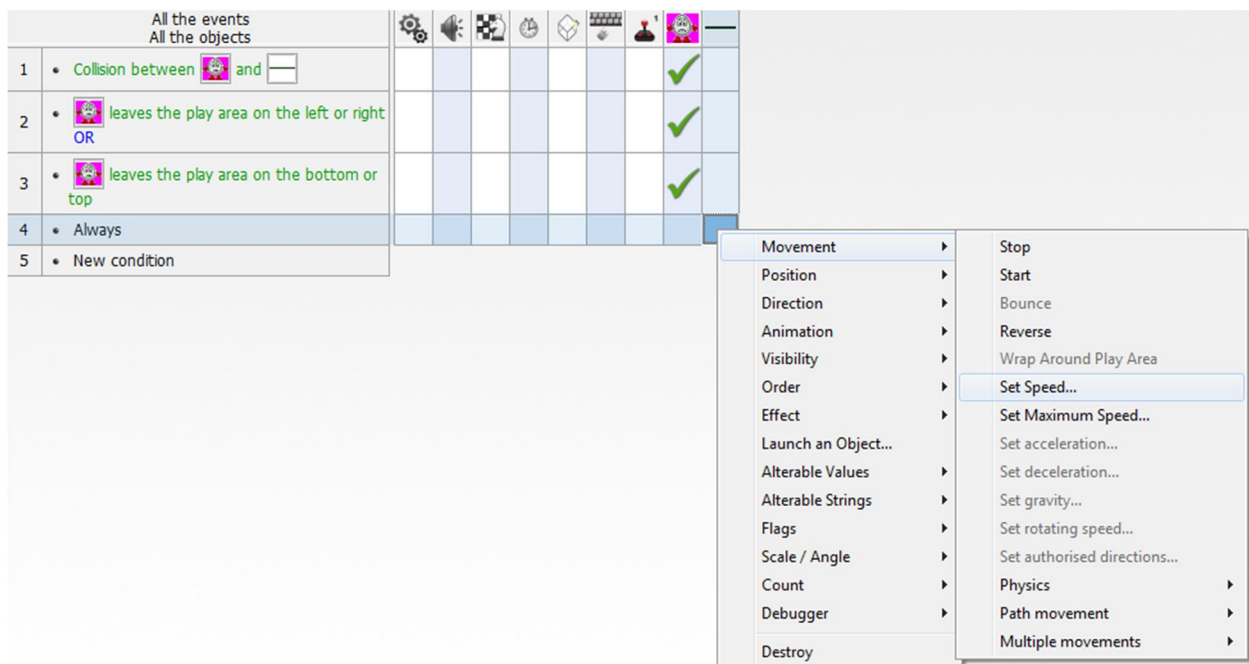 All the events
All the objects
1
1 • Collision between and
2 • leaves the play area on the left or right
OR
3 • leaves the play area on the bottom or
top
4 • Always
5 • New condition
Movement
Position
Direction
Animation
Visibility
Order
Effect
Launch an Object...
Alterable Values
Alterable Strings
Flags
Scale / Angle
Count
Debugger
Destroy
Stop
Start
Bounce
Reverse
Wrap Around Play Area
Set Speed...
Set Maximum Speed...
Set acceleration...
Set deceleration...
Set gravity...
Set rotating speed...
Set authorised directions...
Physics
Path movement
Multiple movements